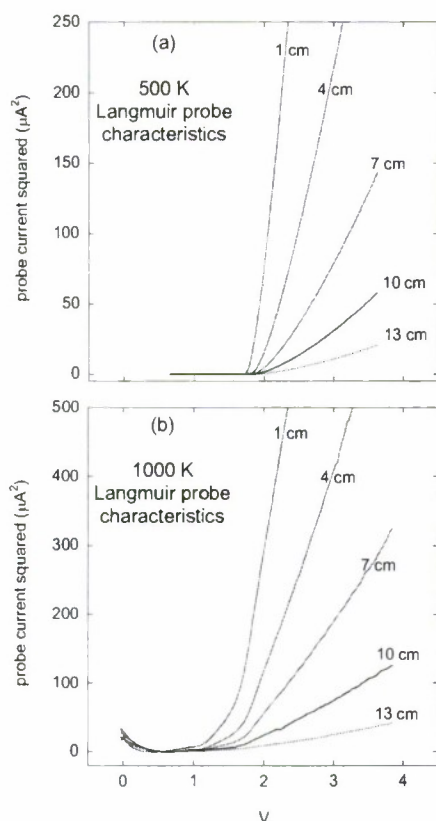 (a)
500 K
Langmuir probe
characteristics
1 cm
4 cm
7 cm
10 cm
13 cm
probe current squared (µA²)
250
200
150
100
50
0
(b)
1000 K
Langmuir probe
characteristics
1 cm
4 cm
7 cm
10 cm
13 cm
probe current squared (µA²)
500
400
300
200
100
0
0 1 2 3 4
V